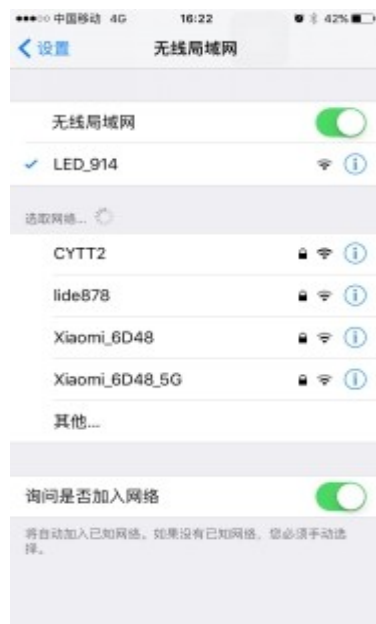 中国移动 4G 16:22 42%
设置 无线局域网
无线局域网
LED_914
选取网络...
CYTT2
lide878
Xiaomi_6D48
Xiaomi_6D48_5G
其他...
询问是否加入网络
将自动加入已知网络。如果没有已知网络，您必须手动选
择。